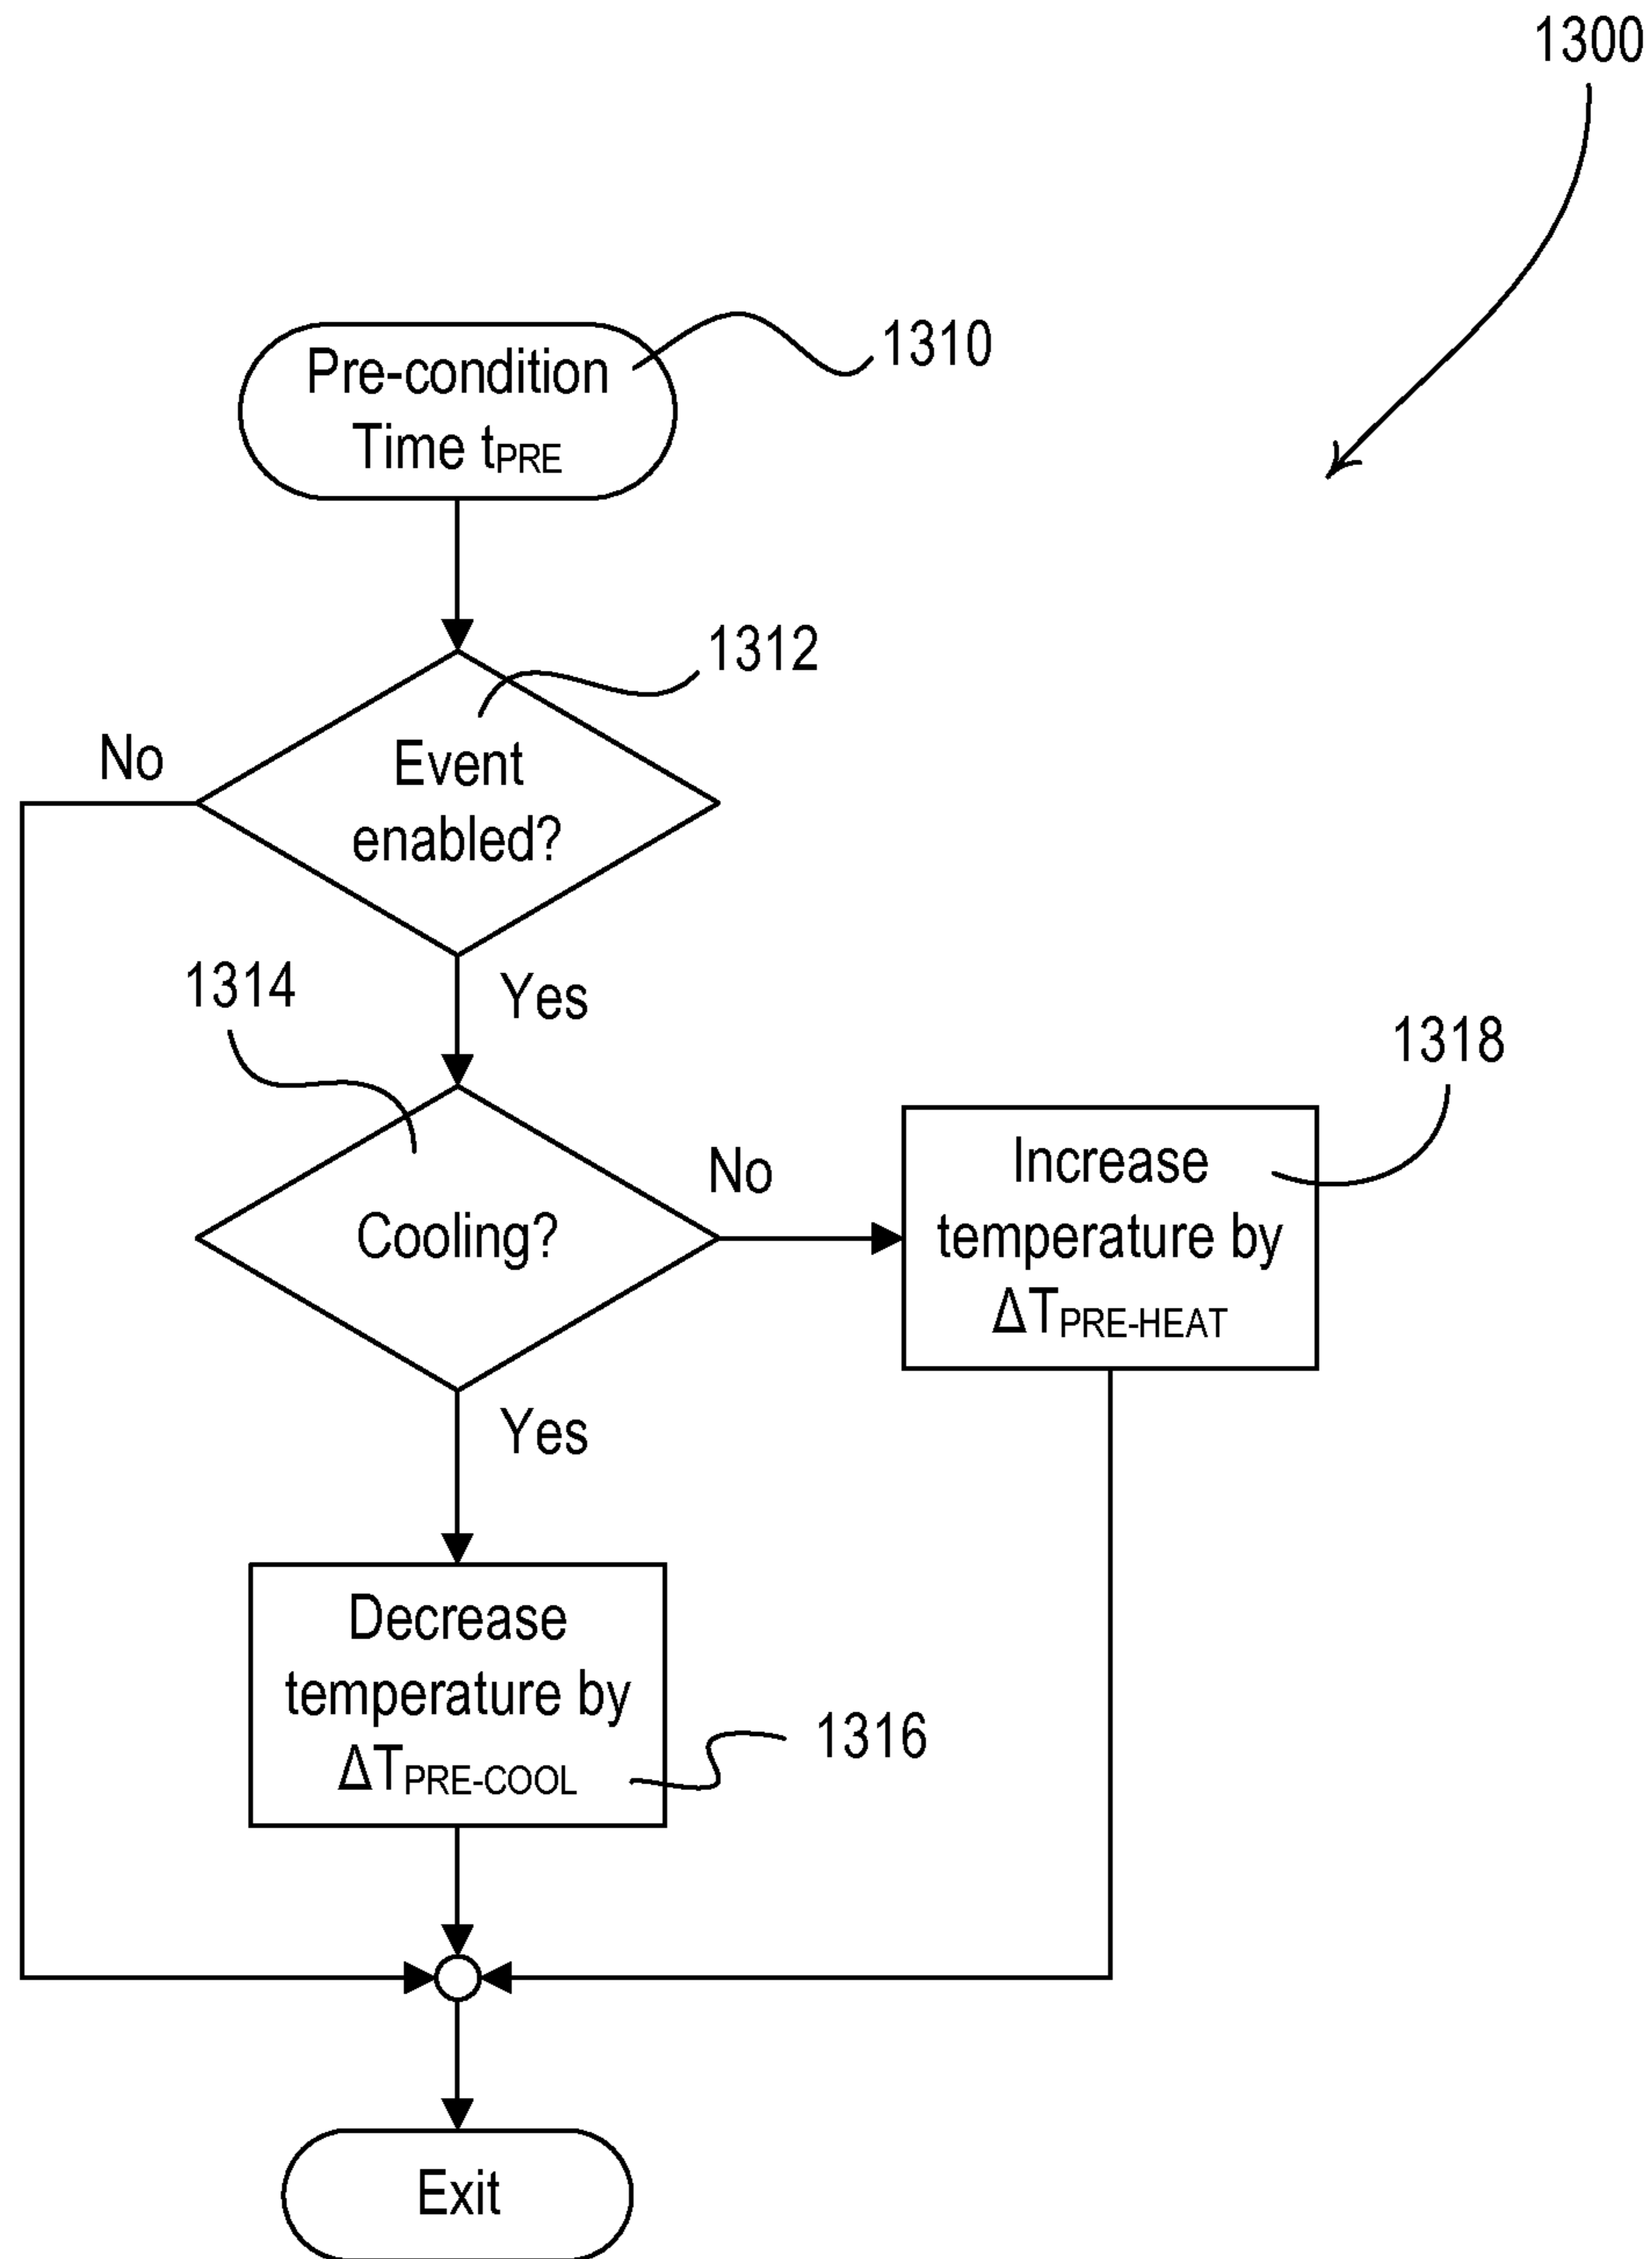 1300
Pre-condition
Time tPRE
1310
1312
Event
enabled?
No
Yes
1314
Cooling?
No
1318
Increase
temperature by
ΔTPRE-HEAT
Yes
Decrease
temperature by
ΔTPRE-COOL
1316
Exit